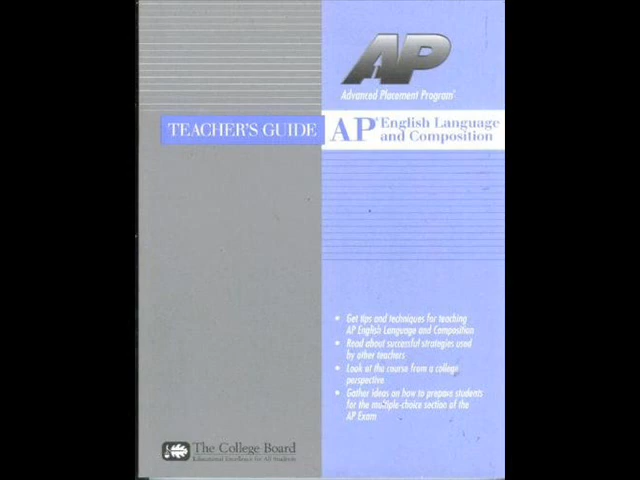 AP
Advanced Placement Program®
TEACHER'S GUIDE
AP® English Language
and Composition
• Get tips and techniques for teaching
AP English Language and Composition
• Read about successful strategies used
by other teachers
• Look at the course from a college
perspective
• Gather ideas on how to prepare students
for the multiple-choice section of the
AP Exam
The College Board
Educational Excellence for All Students